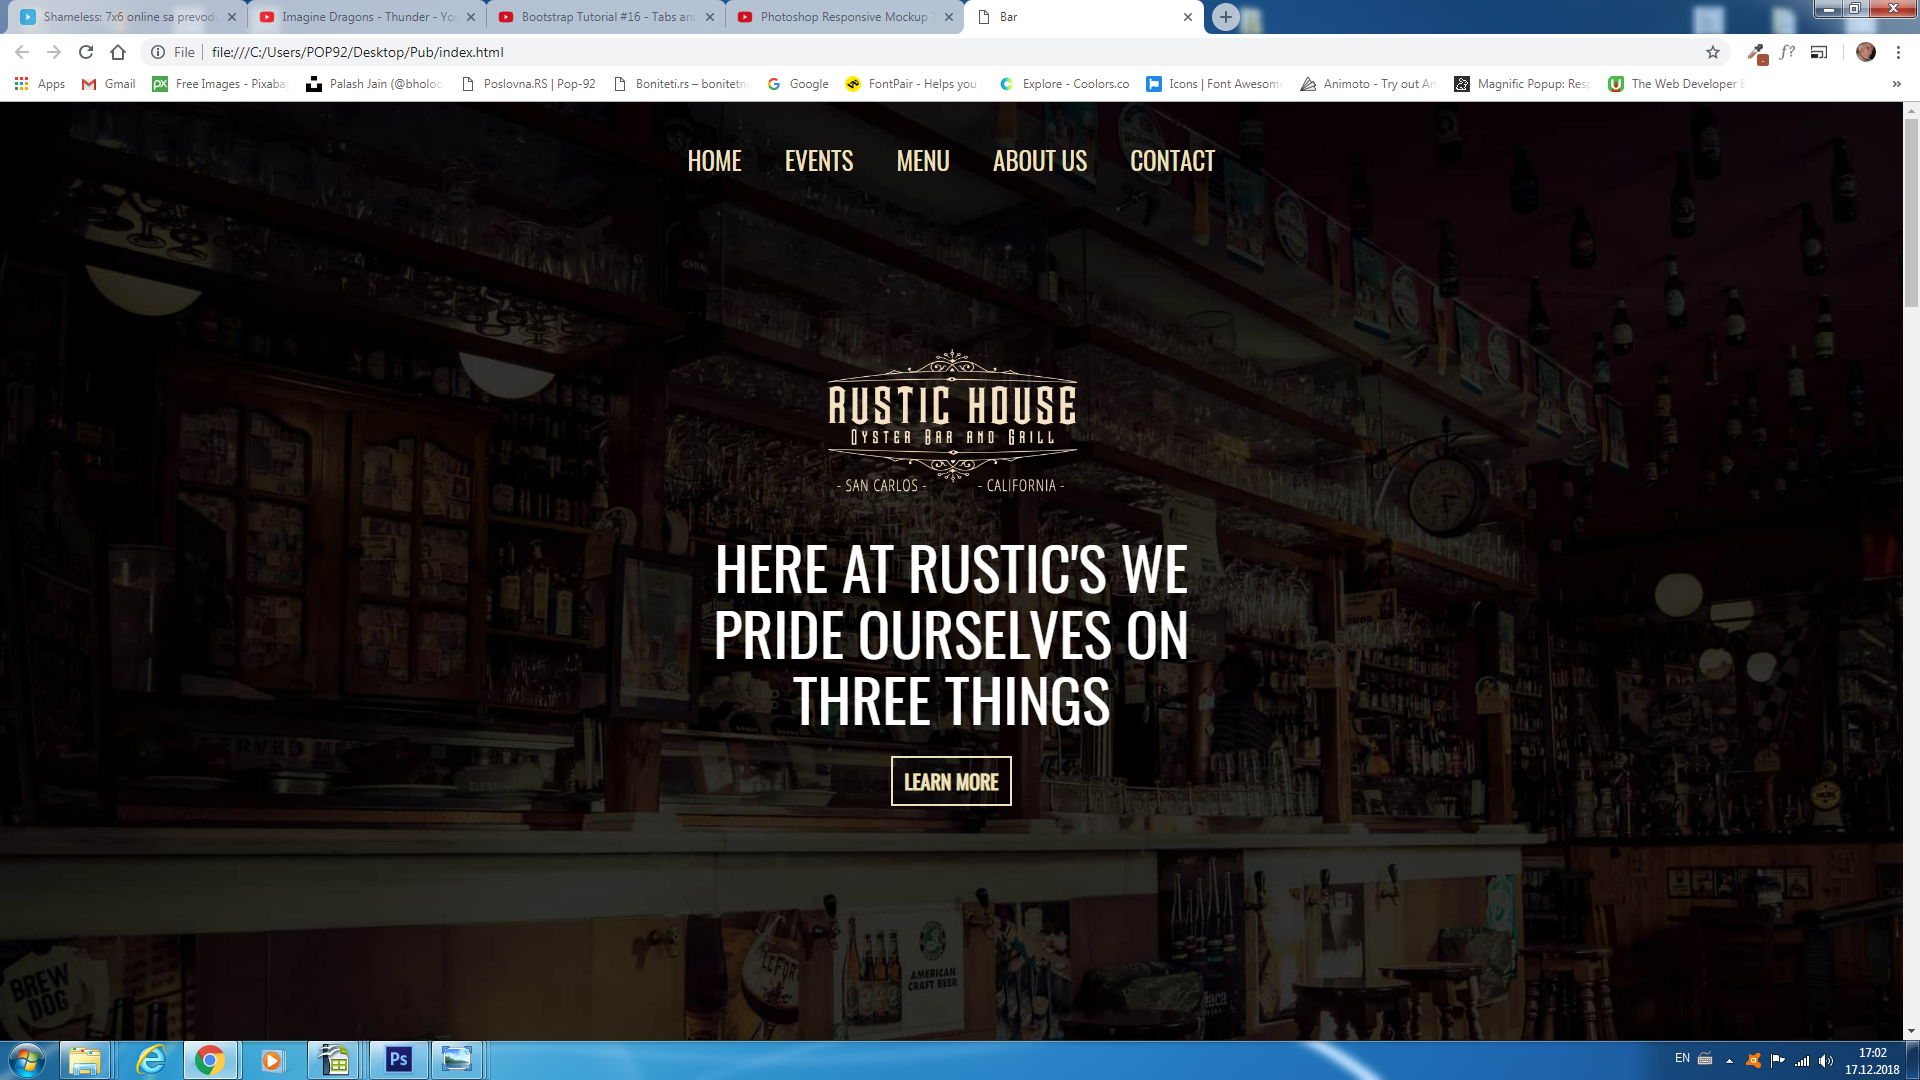 Shameless: 7x6 online sa prevodo
Imagine Dragons - Thunder - Yo
Bootstrap Tutorial #16 - Tabs an
Photoshop Responsive Mockup T
Bar
File
file:///C:/Users/POP92/Desktop/Pub/index.html
Apps
Gmail
Free Images - Pixaba
Palash Jain (@bholoc
Poslovna.RS | Pop-92
Boniteti.rs – bonitetn
Google
FontPair - Helps you
Explore - Coolors.co
Icons | Font Awesom
Animoto - Try out An
Magnific Popup: Resp
The Web Developer B
HOME EVENTS MENU ABOUT US CONTACT
RUSTIC HOUSE
OYSTER BAR AND GRILL
- SAN CARLOS - - CALIFORNIA -
HERE AT RUSTIC'S WE
PRIDE OURSELVES ON
THREE THINGS
LEARN MORE
BREW
DOG
AMERICAN
CRAFT BEER
Ps
EN
17:02
17.12.2018